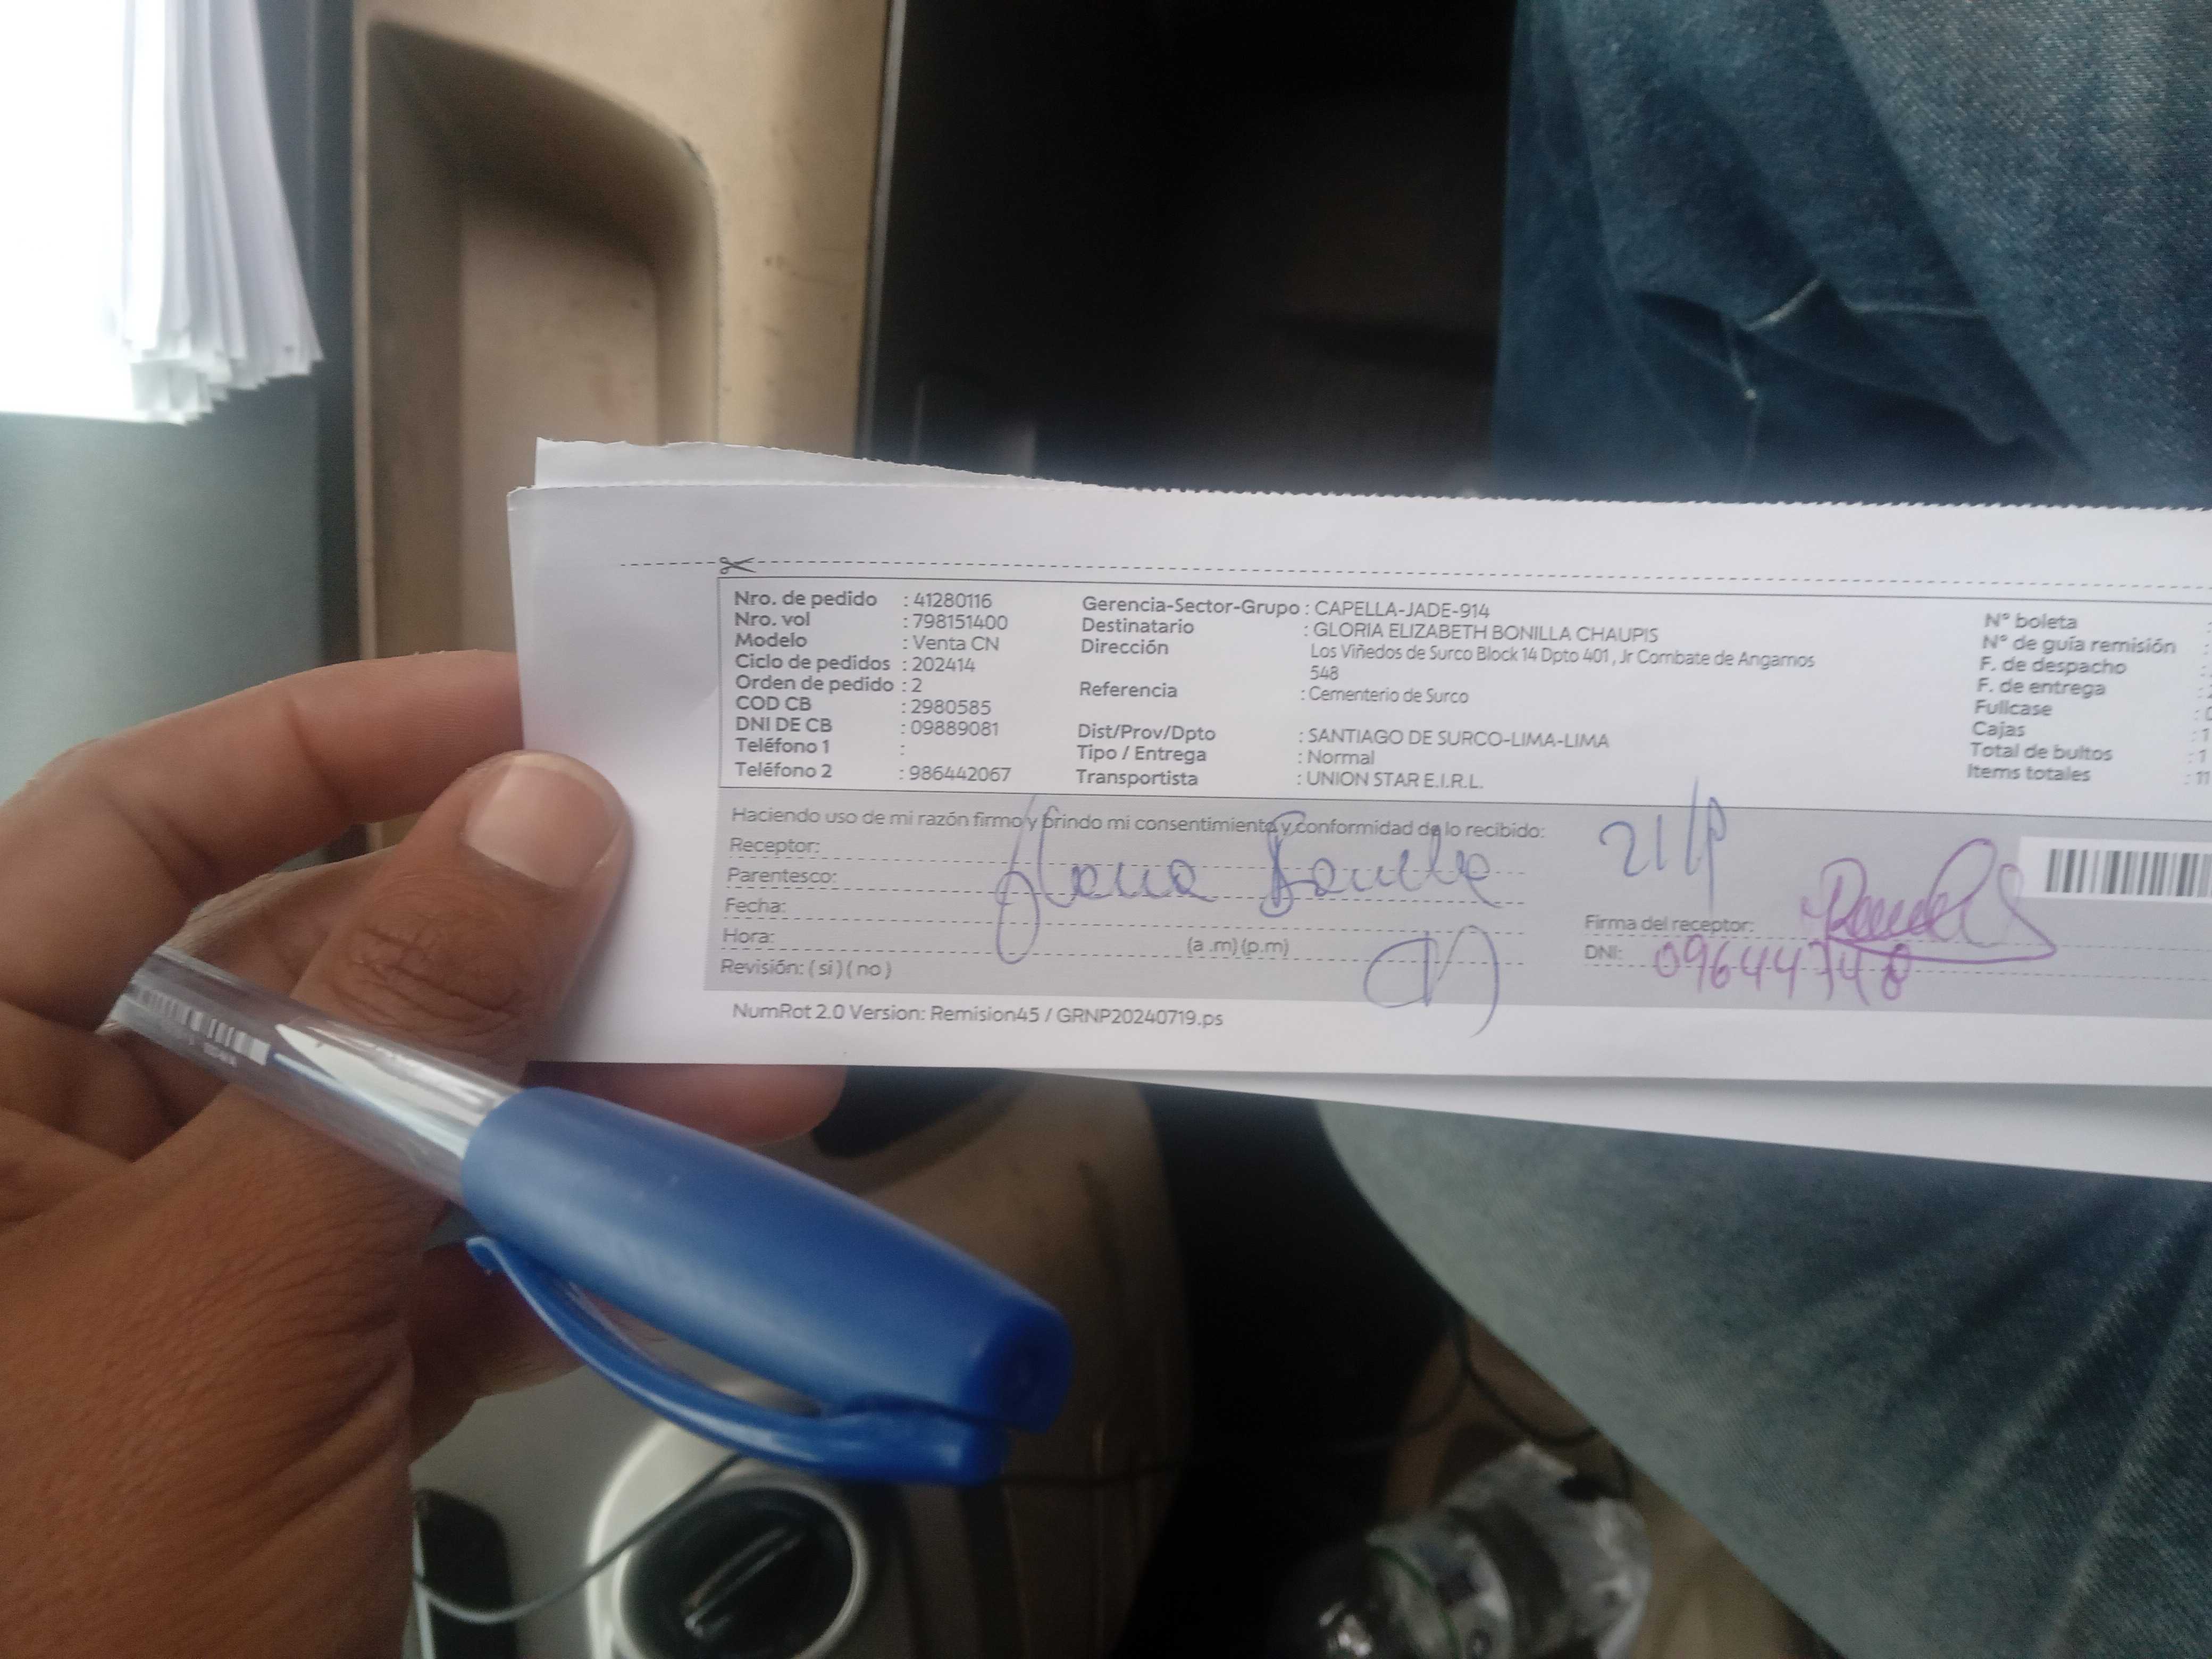 Nro. de pedido : 41280116
Nro. vol : 798151400
Modelo : Venta CN
Ciclo de pedidos : 202414
Orden de pedido : 2
COD CB : 2980585
DNI DE CB : 09889081
Teléfono 1 :
Teléfono 2 : 986442067
Gerencia-Sector-Grupo : CAPELLA-JADE-914
Destinatario : GLORIA ELIZABETH BONILLA CHAUPIS
Dirección : Los Viñedos de Surco Block 14 Dpto 401 , Jr Combate de Angamos
548
Referencia : Cementerio de Surco
Dist/Prov/Dpto : SANTIAGO DE SURCO-LIMA-LIMA
Tipo / Entrega : Normal
Transportista : UNION STAR E.I.R.L.
N° boleta :
N° de guía remisión :
F. de despacho :
F. de entrega :
Fullcase :
Cajas : 1
Total de bultos : 1
Items totales : 11
Haciendo uso de mi razón firmo y brindo mi consentimiento y conformidad de lo recibido:
Receptor:
Parentesco:
Fecha:
Hora: (a .m) (p.m)
Revisión: ( si ) ( no )
Firma del receptor:
DNI: 09644748
NumRot 2.0 Version: Remision45 / GRNP20240719.ps